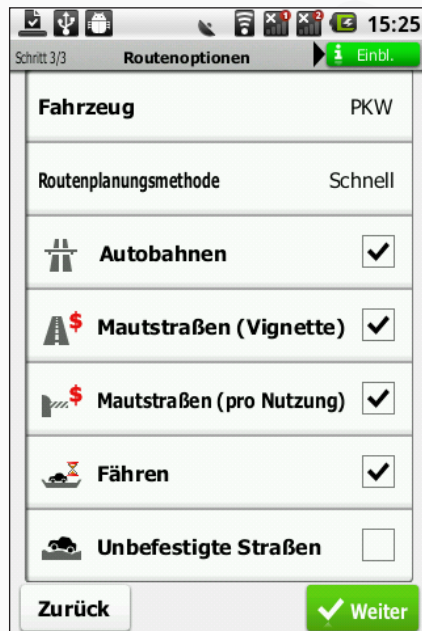 15:25
Schritt 3/3 Routenoptionen Einbl.
Fahrzeug PKW
Routenplanungsmethode Schnell
Autobahnen
Mautstraßen (Vignette)
Mautstraßen (pro Nutzung)
Fähren
Unbefestigte Straßen
Zurück Weiter